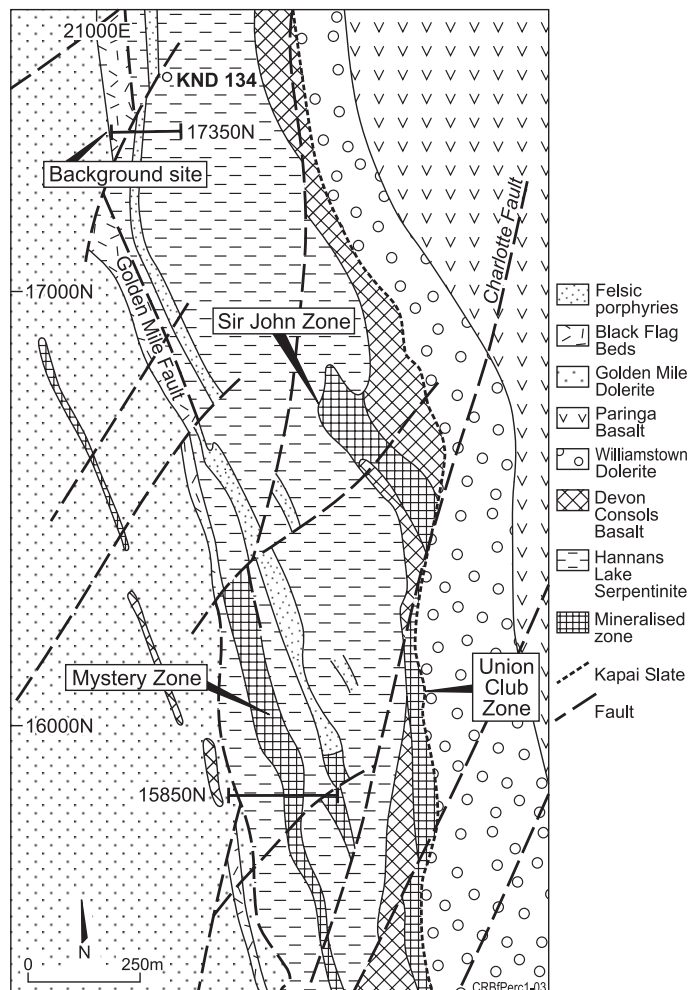 21000E
KND 134
17350N
Background site
Charlotte Fault
17000N
Golden Mile Fault
Sir John Zone
Mystery Zone
Union
Club
Zone
16000N
15850N
N
0 250m
CRBfPerc1-03
Felsic
porphyries
Black Flag
Beds
Golden Mile
Dolerite
Paringa
Basalt
Williamstown
Dolerite
Devon
Consols
Basalt
Hannans
Lake
Serpentinite
Mineralised
zone
Kapai Slate
Fault